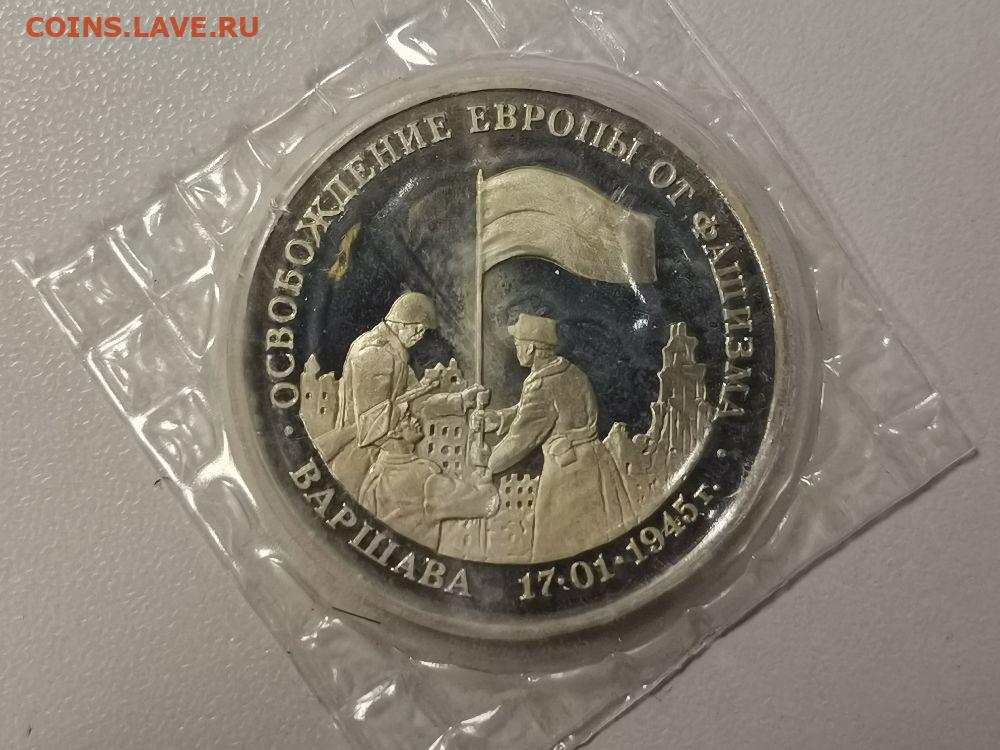 COINS.LAVE.RU
· ОСВОБОЖДЕНИЕ ЕВРОПЫ ОТ ФАШИЗМА ·
ВАРШАВА 17·01·1945 г.